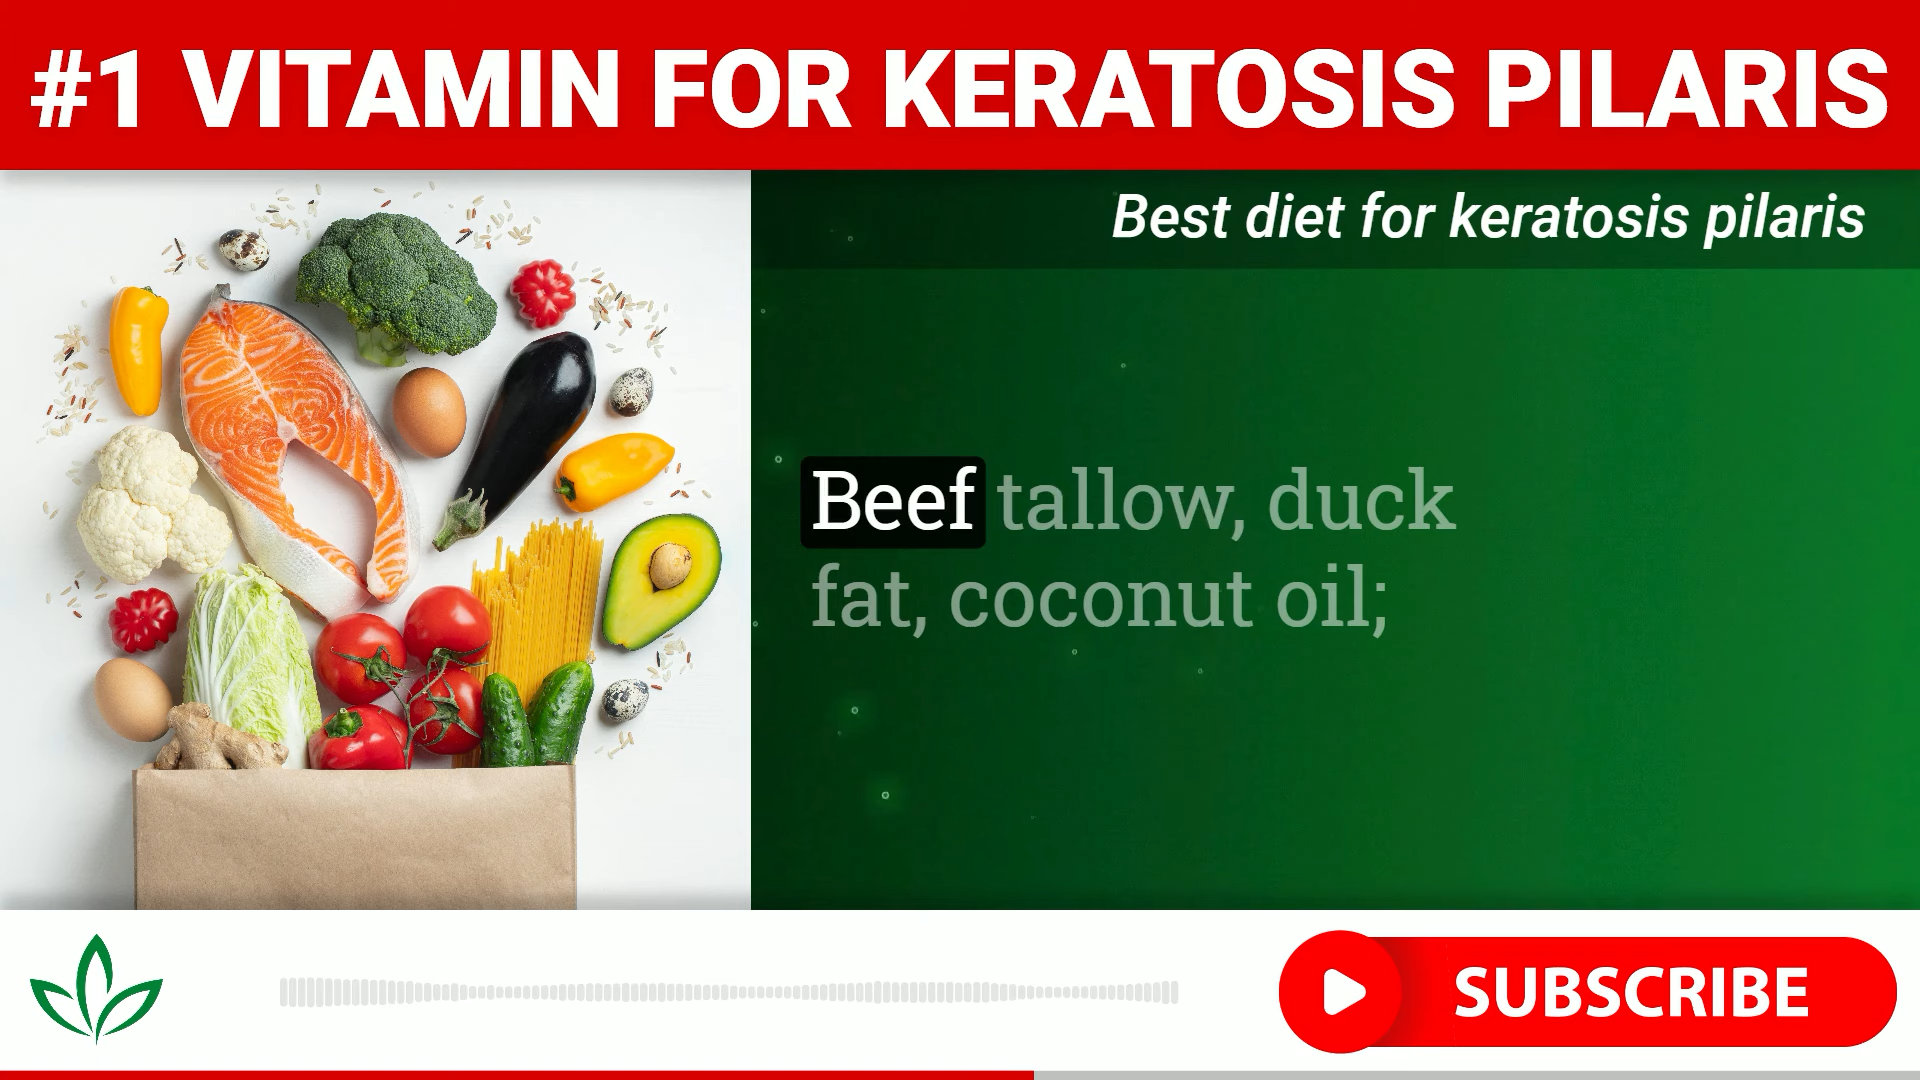 #1 VITAMIN FOR KERATOSIS PILARIS
Best diet for keratosis pilaris
Beef tallow, duck
fat, coconut oil;
SUBSCRIBE